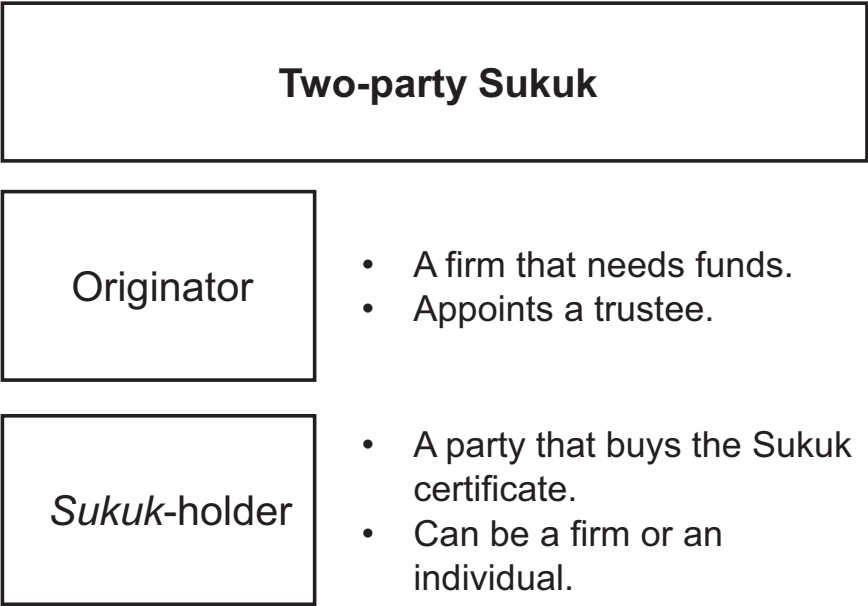 Two-party Sukuk
Originator
• A firm that needs funds.
• Appoints a trustee.
Sukuk-holder
• A party that buys the Sukuk
certificate.
• Can be a firm or an
individual.